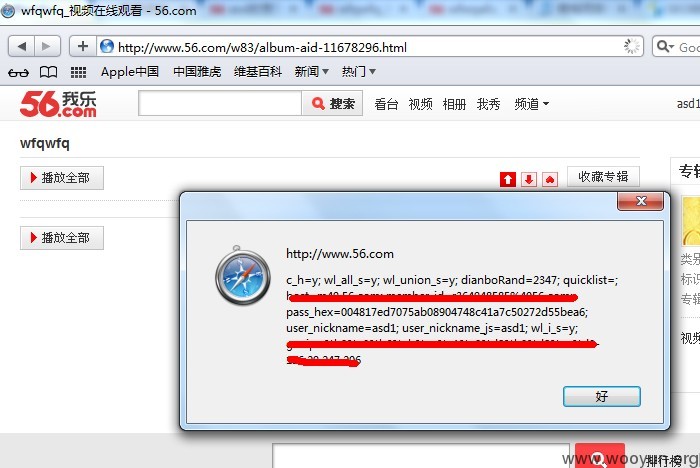 wfqwfq_视频在线观看 - 56.com
http://www.56.com/w83/album-aid-11678296.html
Goo
Apple中国 中国雅虎 维基百科 新闻 热门
56我乐 .com
搜索 看台 视频 相册 我秀 频道 asd1
wfqwfq
播放全部
收藏专辑
播放全部
http://www.56.com
c_h=y; wl_all_s=y; wl_union_s=y; dianboRand=2347; quicklist=;
pass_hex=004817ed7075ab08904748c41a7c50272d55bea6;
user_nickname=asd1; user_nickname_js=asd1; wl_i_s=y;
好
类别
标识
专辑
视频
排行榜
www.wooyun.org